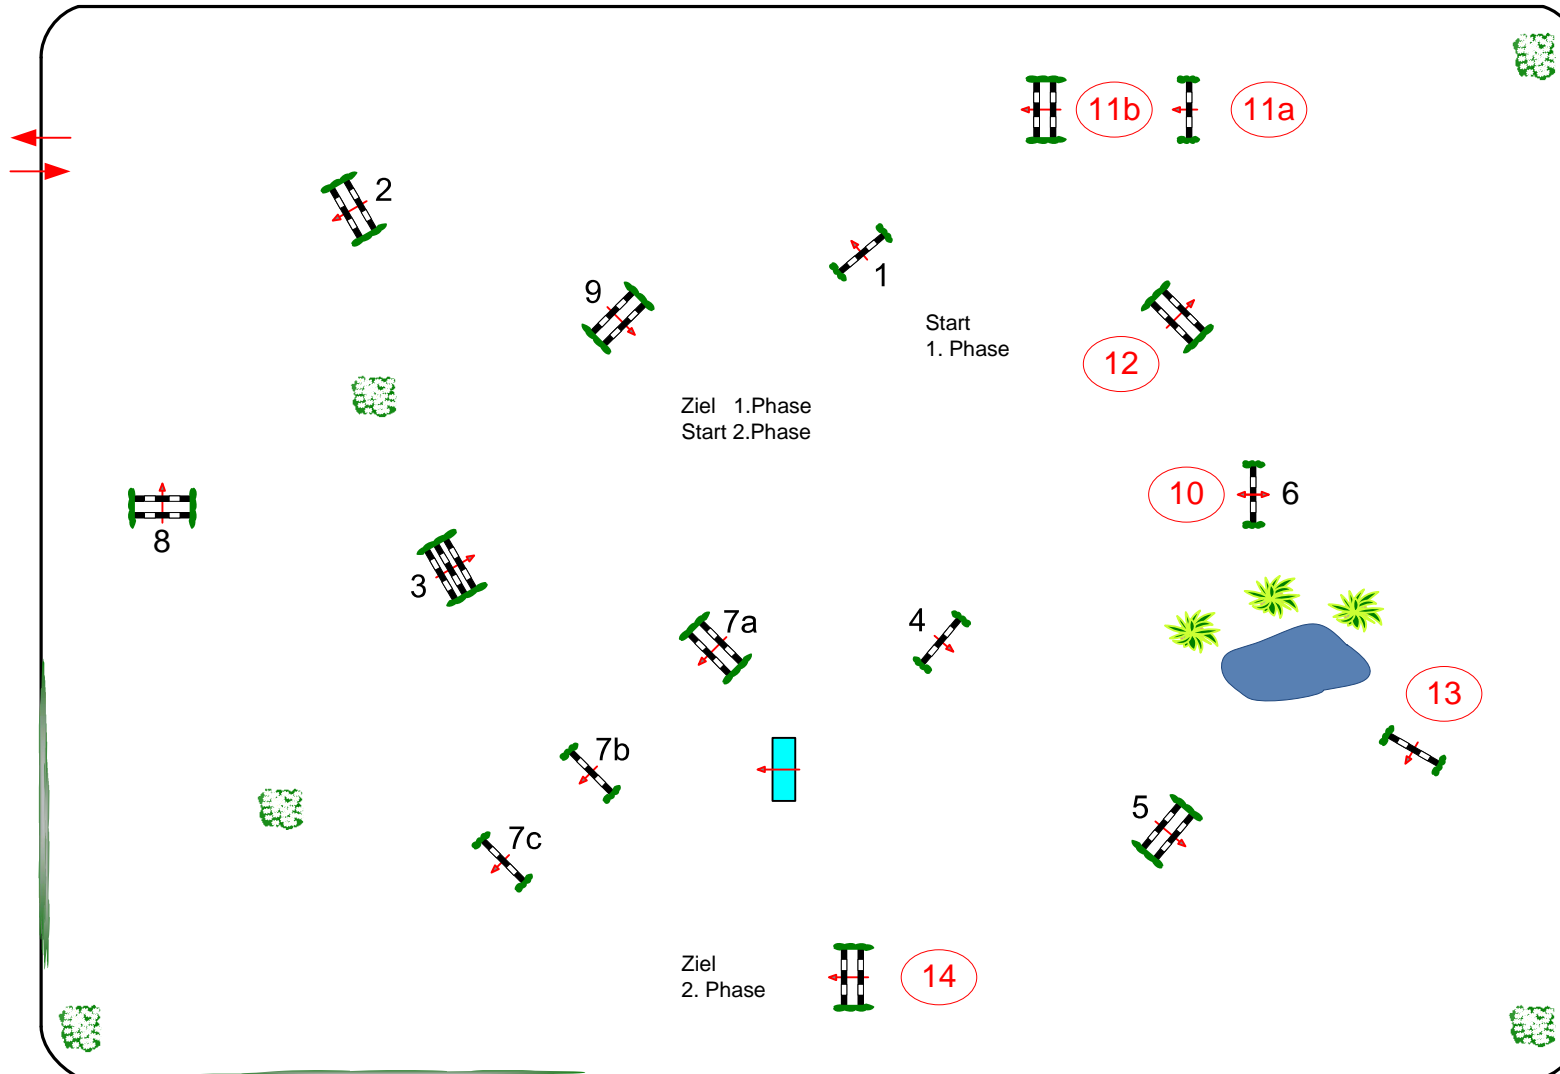 11b
11a
2
1
9
Start
1. Phase
12
Ziel 1.Phase
Start 2.Phase
10
6
8
3
7a
4
13
7b
5
7c
Ziel
2. Phase
14